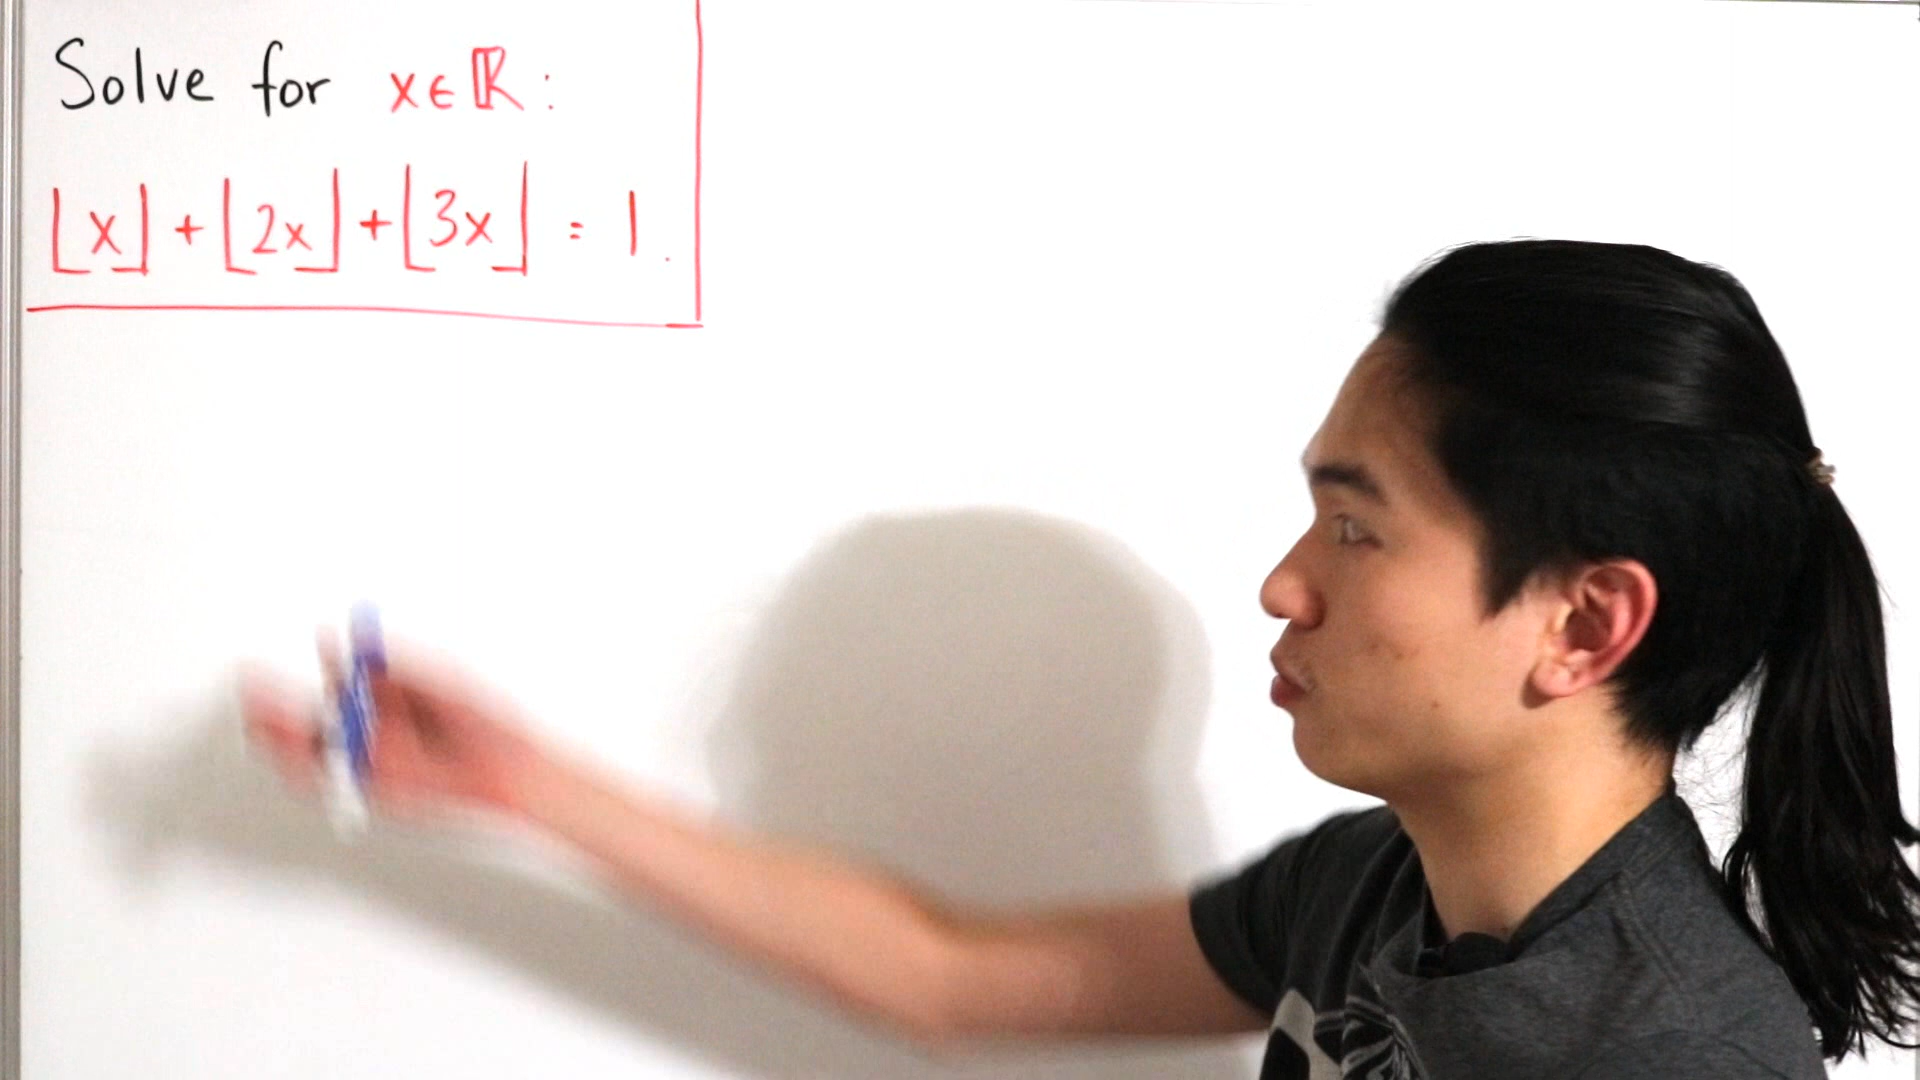 Solve for x∈ℝ:
⌊x⌋+⌊2x⌋+⌊3x⌋ = 1.